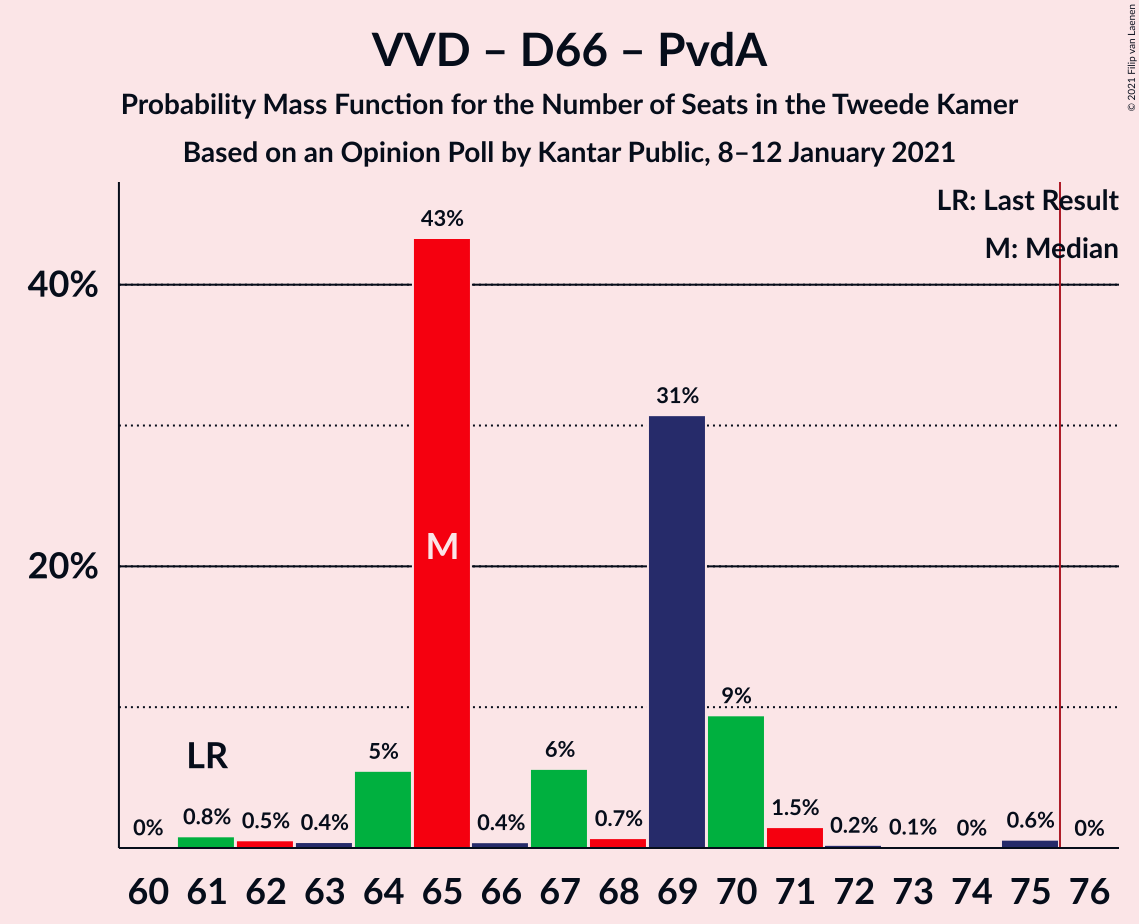 VVD – D66 – PvdA
Probability Mass Function for the Number of Seats in the Tweede Kamer
Based on an Opinion Poll by Kantar Public, 8–12 January 2021
© 2021 Filip van Laenen
LR: Last Result
M: Median
40%
20%
0%
0.8%
0.5%
0.4%
5%
43%
0.4%
6%
0.7%
31%
9%
1.5%
0.2%
0.1%
0%
0.6%
0%
LR
M
60 61 62 63 64 65 66 67 68 69 70 71 72 73 74 75 76